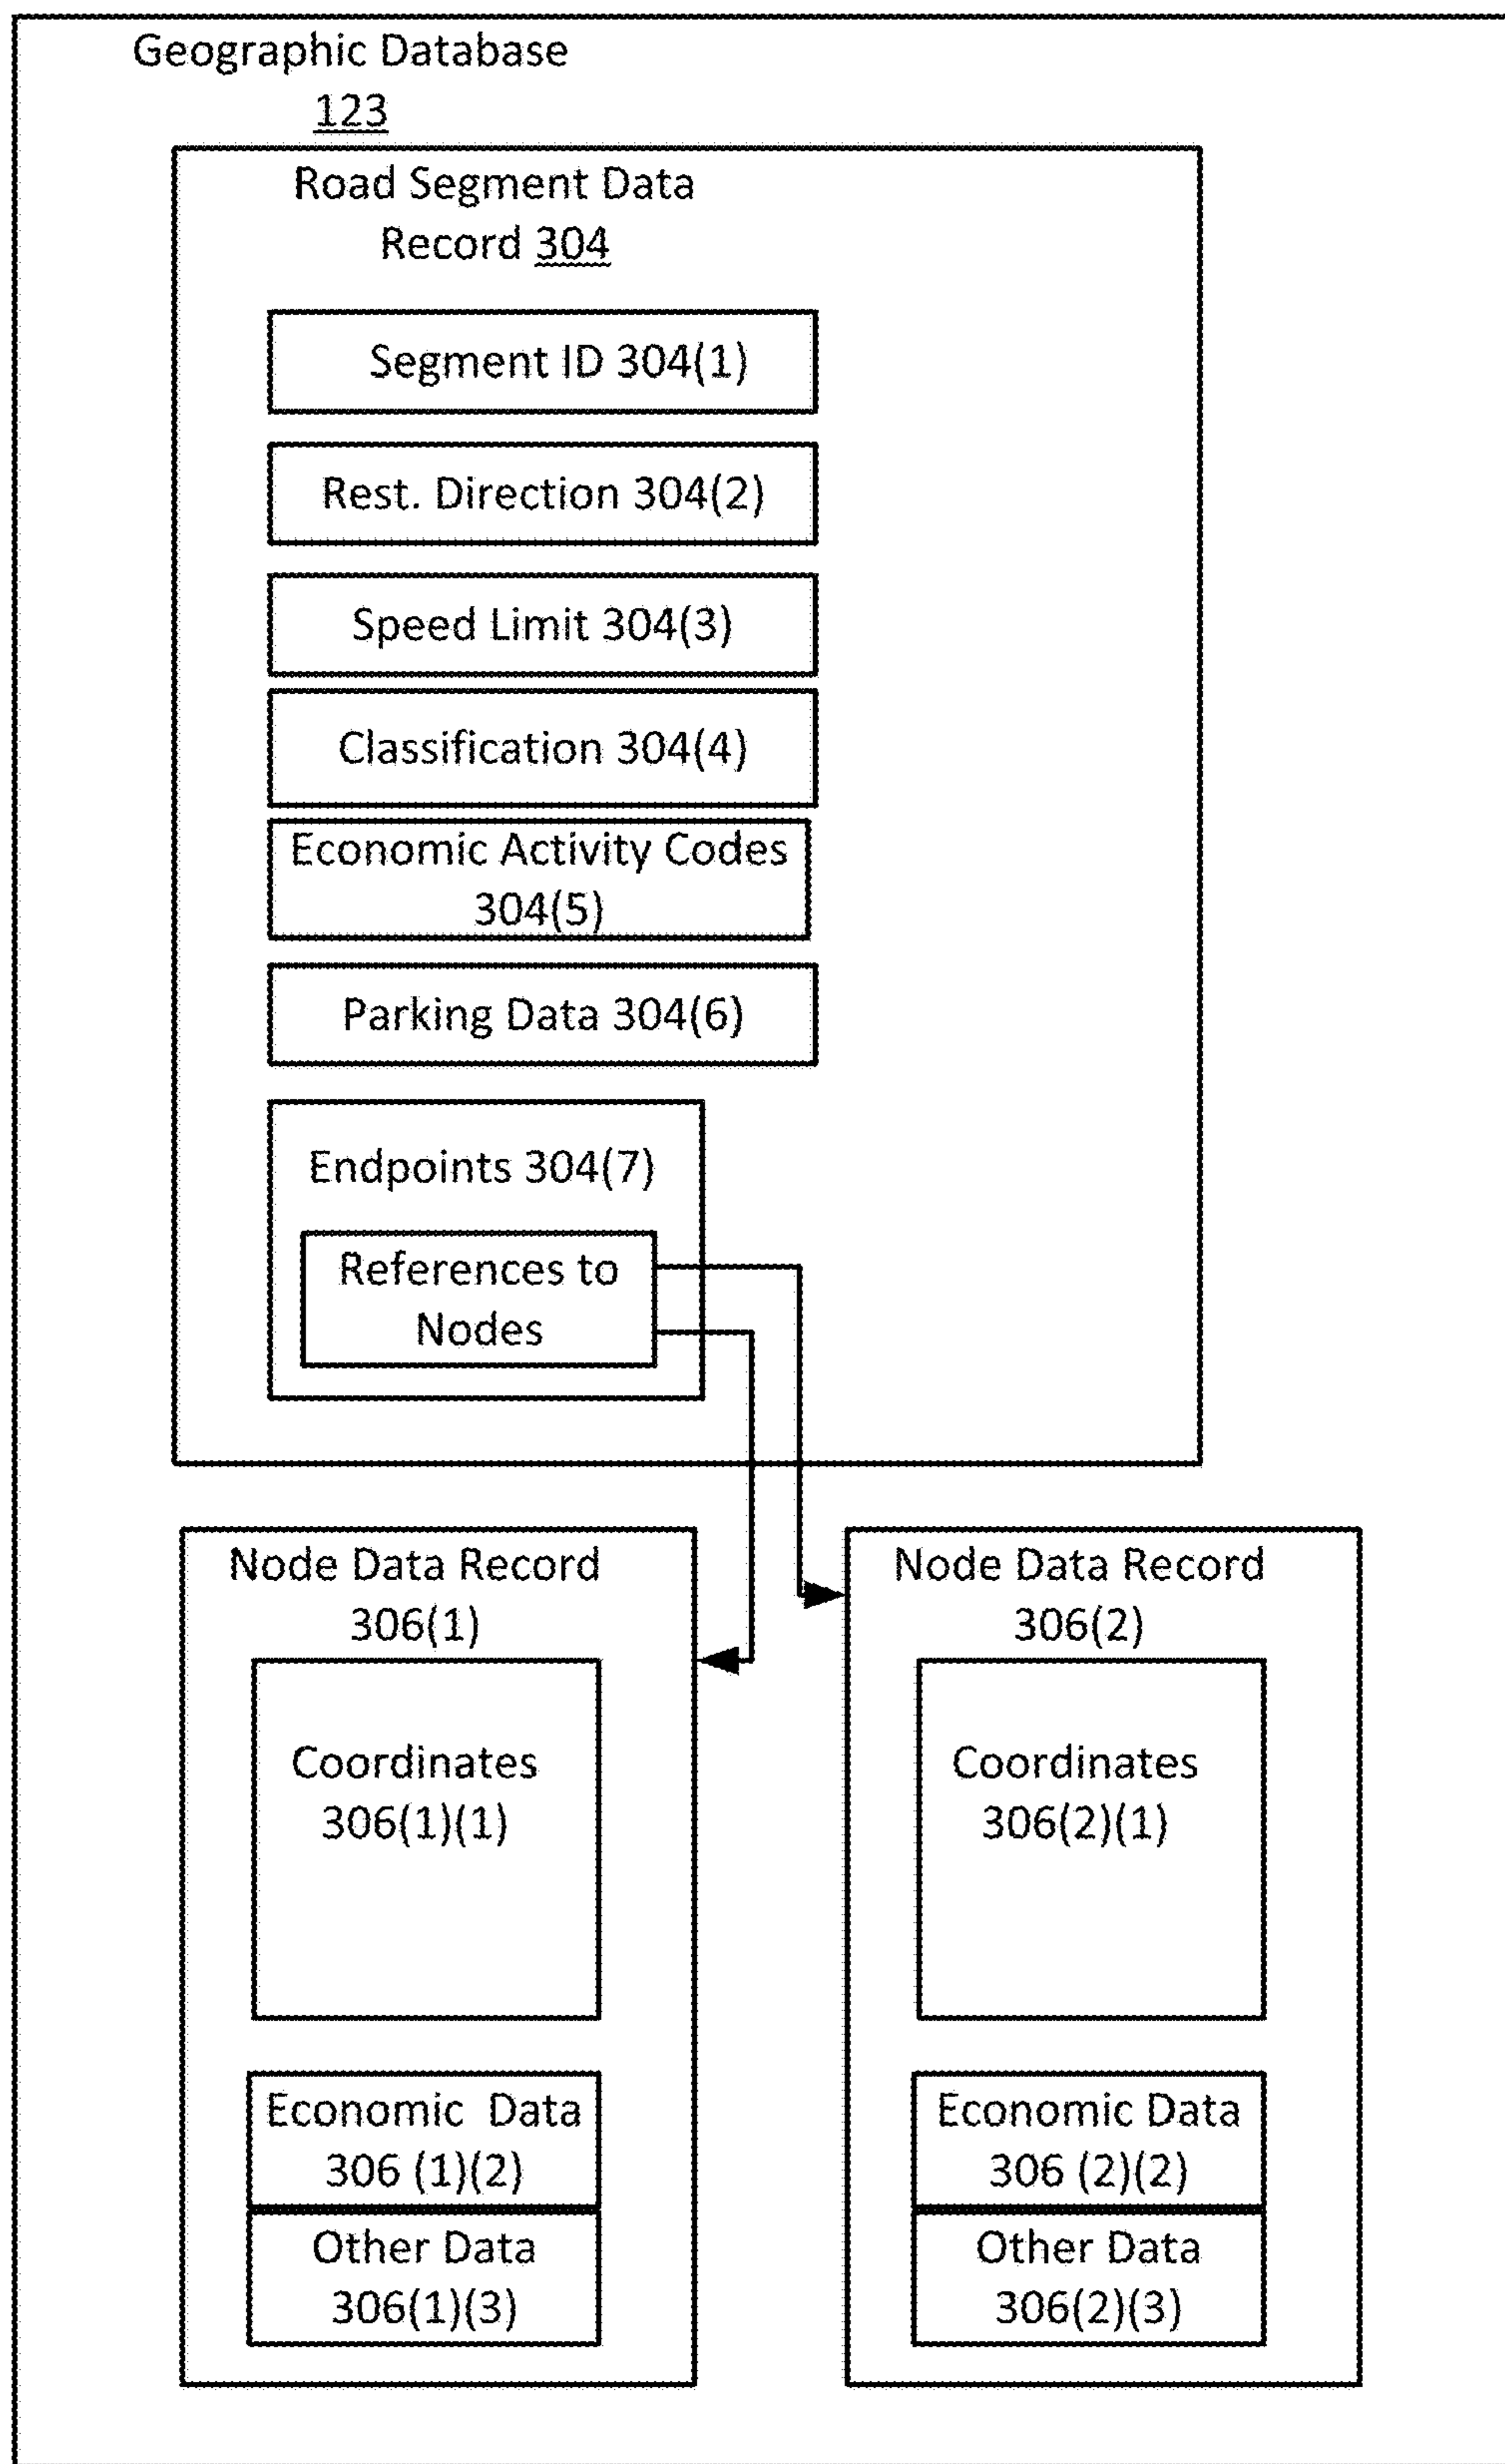 Geographic Database
123
Road Segment Data
Record 304
Segment ID 304(1)
Rest. Direction 304(2)
Speed Limit 304(3)
Classification 304(4)
Economic Activity Codes
304(5)
Parking Data 304(6)
Endpoints 304(7)
References to
Nodes
Node Data Record
306(1)
Coordinates
306(1)(1)
Economic  Data
306 (1)(2)
Other Data
306(1)(3)
Node Data Record
306(2)
Coordinates
306(2)(1)
Economic Data
306 (2)(2)
Other Data
306(2)(3)